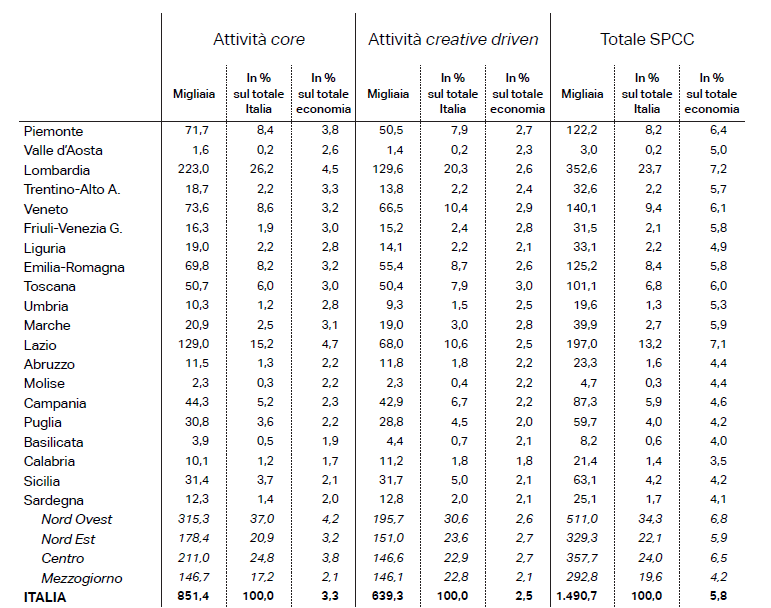 Attività core Attività creative driven Totale SPCC
Migliaia In % sul totale Italia In % sul totale economia Migliaia In % sul totale Italia In % sul totale economia Migliaia In % sul totale Italia In % sul totale economia
Piemonte 71,7 8,4 3,8 50,5 7,9 2,7 122,2 8,2 6,4
Valle d'Aosta 1,6 0,2 2,6 1,4 0,2 2,3 3,0 0,2 5,0
Lombardia 223,0 26,2 4,5 129,6 20,3 2,6 352,6 23,7 7,2
Trentino-Alto A. 18,7 2,2 3,3 13,8 2,2 2,4 32,6 2,2 5,7
Veneto 73,6 8,6 3,2 66,5 10,4 2,9 140,1 9,4 6,1
Friuli-Venezia G. 16,3 1,9 3,0 15,2 2,4 2,8 31,5 2,1 5,8
Liguria 19,0 2,2 2,8 14,1 2,2 2,1 33,1 2,2 4,9
Emilia-Romagna 69,8 8,2 3,2 55,4 8,7 2,6 125,2 8,4 5,8
Toscana 50,7 6,0 3,0 50,4 7,9 3,0 101,1 6,8 6,0
Umbria 10,3 1,2 2,8 9,3 1,5 2,5 19,6 1,3 5,3
Marche 20,9 2,5 3,1 19,0 3,0 2,8 39,9 2,7 5,9
Lazio 129,0 15,2 4,7 68,0 10,6 2,5 197,0 13,2 7,1
Abruzzo 11,5 1,3 2,2 11,8 1,8 2,2 23,3 1,6 4,4
Molise 2,3 0,3 2,2 2,3 0,4 2,2 4,7 0,3 4,4
Campania 44,3 5,2 2,3 42,9 6,7 2,2 87,3 5,9 4,6
Puglia 30,8 3,6 2,2 28,8 4,5 2,0 59,7 4,0 4,2
Basilicata 3,9 0,5 1,9 4,4 0,7 2,1 8,2 0,6 4,0
Calabria 10,1 1,2 1,7 11,2 1,8 1,8 21,4 1,4 3,5
Sicilia 31,4 3,7 2,1 31,7 5,0 2,1 63,1 4,2 4,2
Sardegna 12,3 1,4 2,0 12,8 2,0 2,1 25,1 1,7 4,1
Nord Ovest 315,3 37,0 4,2 195,7 30,6 2,6 511,0 34,3 6,8
Nord Est 178,4 20,9 3,2 151,0 23,6 2,7 329,3 22,1 5,9
Centro 211,0 24,8 3,8 146,6 22,9 2,7 357,7 24,0 6,5
Mezzogiorno 146,7 17,2 2,1 146,1 22,8 2,1 292,8 19,6 4,2
ITALIA 851,4 100,0 3,3 639,3 100,0 2,5 1.490,7 100,0 5,8